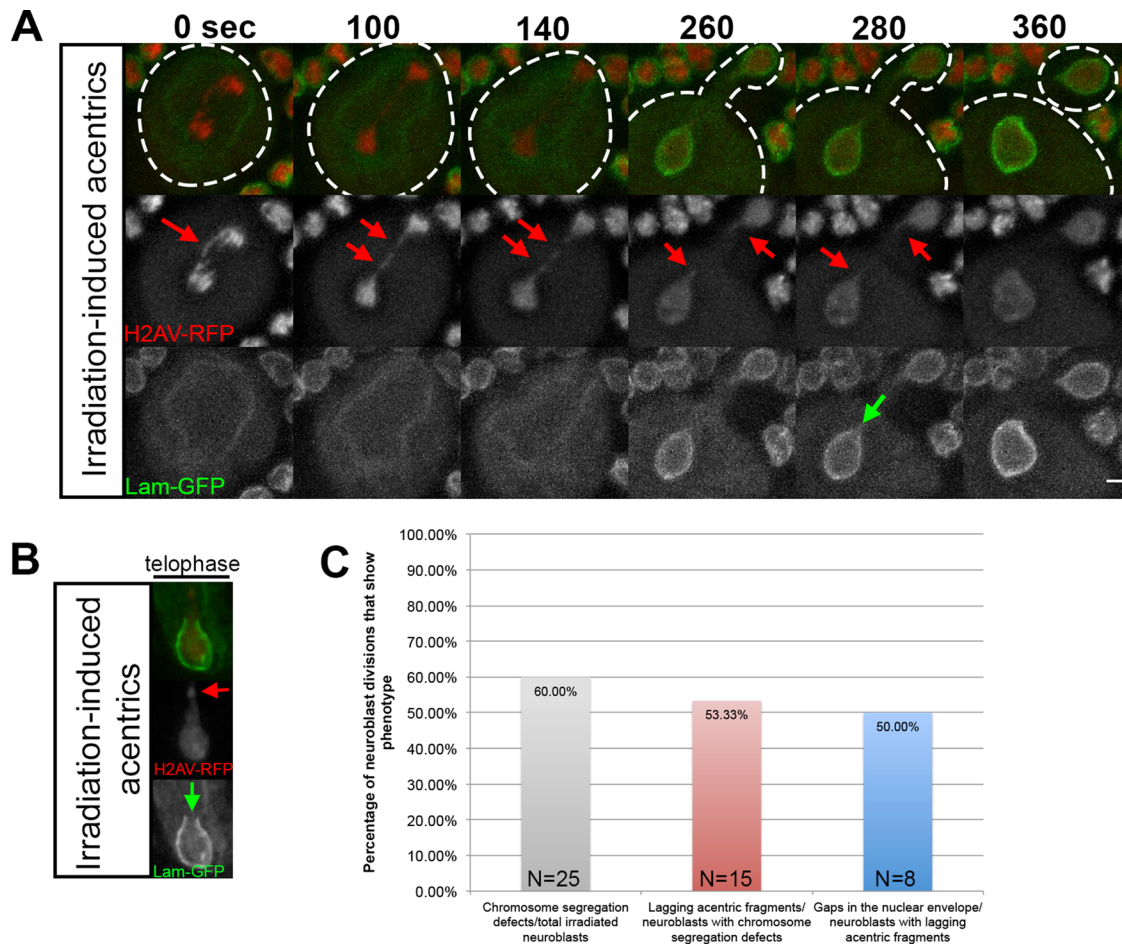 A
0 sec 100 140 260 280 360
Irradiation-induced acentrics
H2AV-RFP
Lam-GFP
B
telophase
Irradiation-induced
acentrics
H2AV-RFP
Lam-GFP
C
Percentage of neuroblast divisions that show
phenotype
100.00%
90.00%
80.00%
70.00%
60.00%
50.00%
40.00%
30.00%
20.00%
10.00%
0.00%
60.00%
53.33%
50.00%
N=25
N=15
N=8
Chromosome segregation
defects/total irradiated
neuroblasts
Lagging acentric fragments/
neuroblasts with chromosome
segregation defects
Gaps in the nuclear envelope/
neuroblasts with lagging
acentric fragments